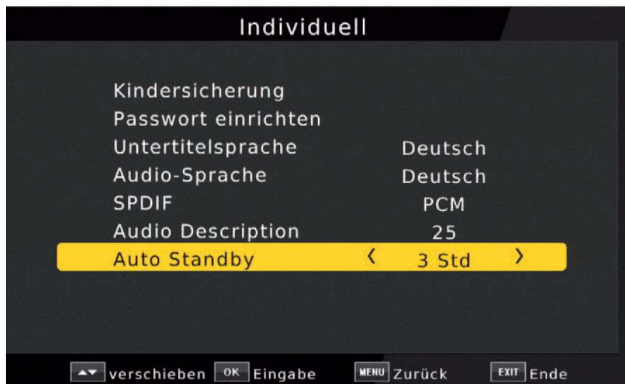 Individuell
Kindersicherung
Passwort einrichten
Untertitelsprache Deutsch
Audio-Sprache Deutsch
SPDIF PCM
Audio Description 25
Auto Standby < 3 Std >
▲▼ verschieben OK Eingabe MENU Zurück EXIT Ende